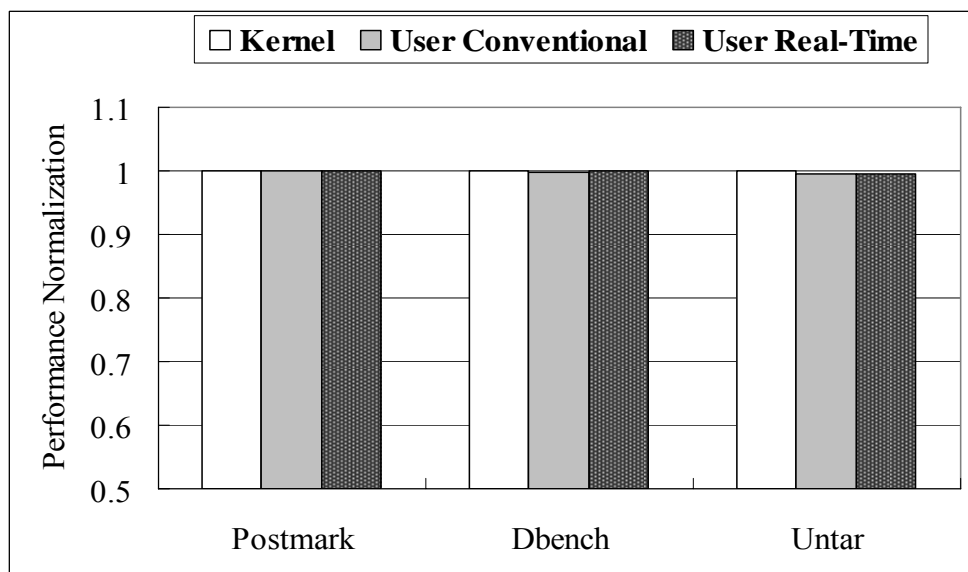 Kernel User Conventional User Real-Time
Performance Normalization
1.1
1
0.9
0.8
0.7
0.6
0.5
Postmark Dbench Untar